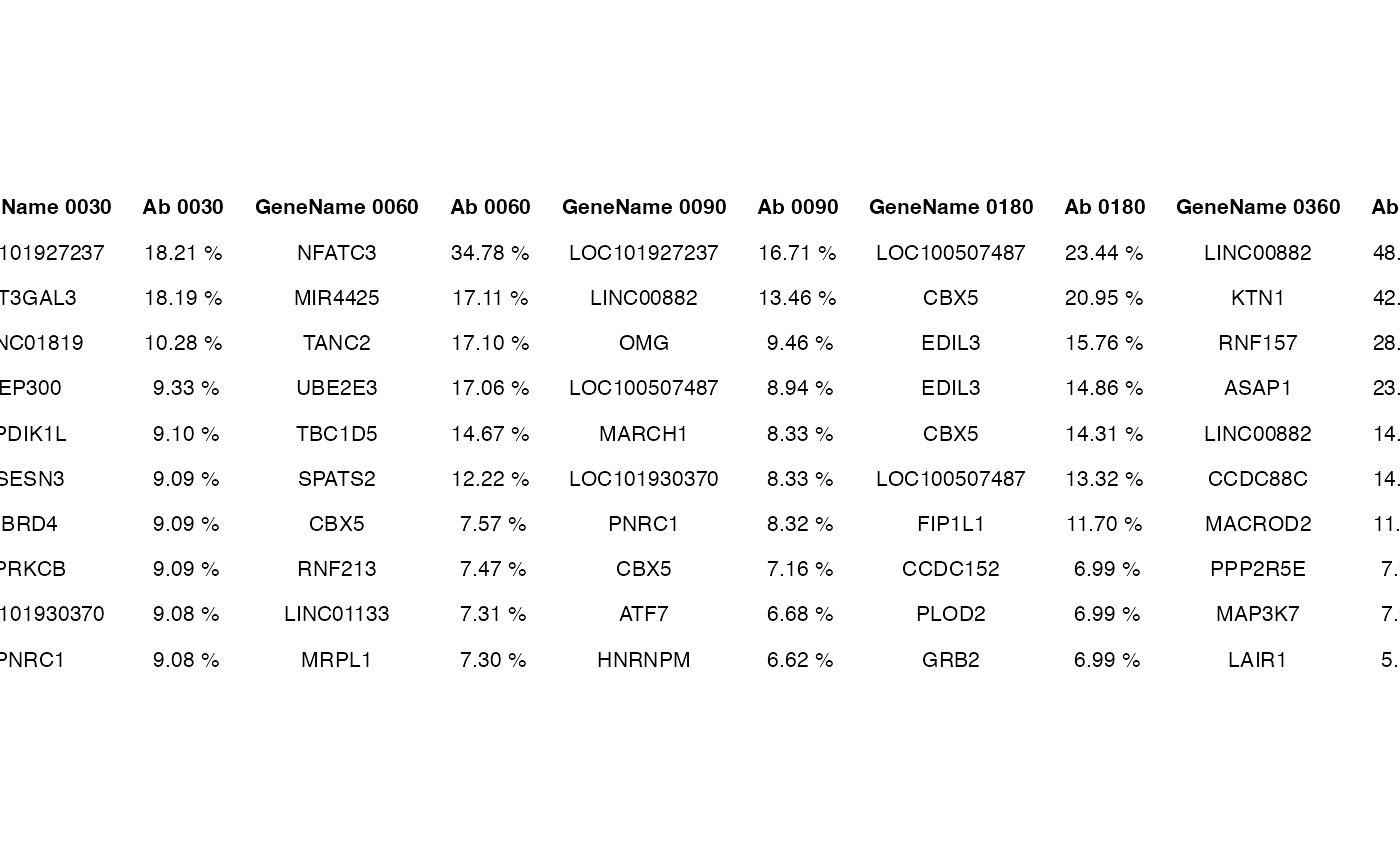 Name 0030 Ab 0030 GeneName 0060 Ab 0060 GeneName 0090 Ab 0090 GeneName 0180 Ab 0180 GeneName 0360 Ab
101927237 18.21 % NFATC3 34.78 % LOC101927237 16.71 % LOC100507487 23.44 % LINC00882 48.
T3GAL3 18.19 % MIR4425 17.11 % LINC00882 13.46 % CBX5 20.95 % KTN1 42.
NC01819 10.28 % TANC2 17.10 % OMG 9.46 % EDIL3 15.76 % RNF157 28.
EP300 9.33 % UBE2E3 17.06 % LOC100507487 8.94 % EDIL3 14.86 % ASAP1 23.
PDIK1L 9.10 % TBC1D5 14.67 % MARCH1 8.33 % CBX5 14.31 % LINC00882 14.
SESN3 9.09 % SPATS2 12.22 % LOC101930370 8.33 % LOC100507487 13.32 % CCDC88C 14.
BRD4 9.09 % CBX5 7.57 % PNRC1 8.32 % FIP1L1 11.70 % MACROD2 11.
PRKCB 9.09 % RNF213 7.47 % CBX5 7.16 % CCDC152 6.99 % PPP2R5E 7.
101930370 9.08 % LINC01133 7.31 % ATF7 6.68 % PLOD2 6.99 % MAP3K7 7.
PNRC1 9.08 % MRPL1 7.30 % HNRNPM 6.62 % GRB2 6.99 % LAIR1 5.